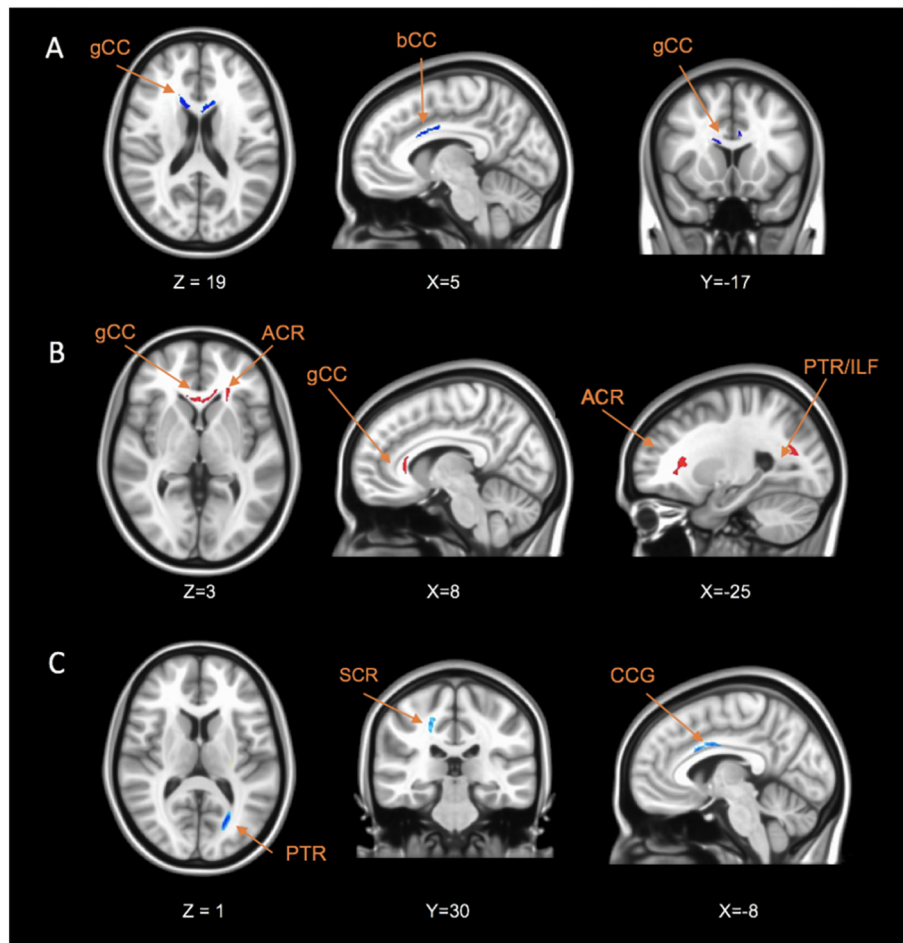 A
gCC
bCC
gCC
Z = 19
X=5
Y=-17
B
gCC
ACR
gCC
ACR
PTR/ILF
Z=3
X=8
X=-25
C
SCR
CCG
PTR
Z = 1
Y=30
X=-8